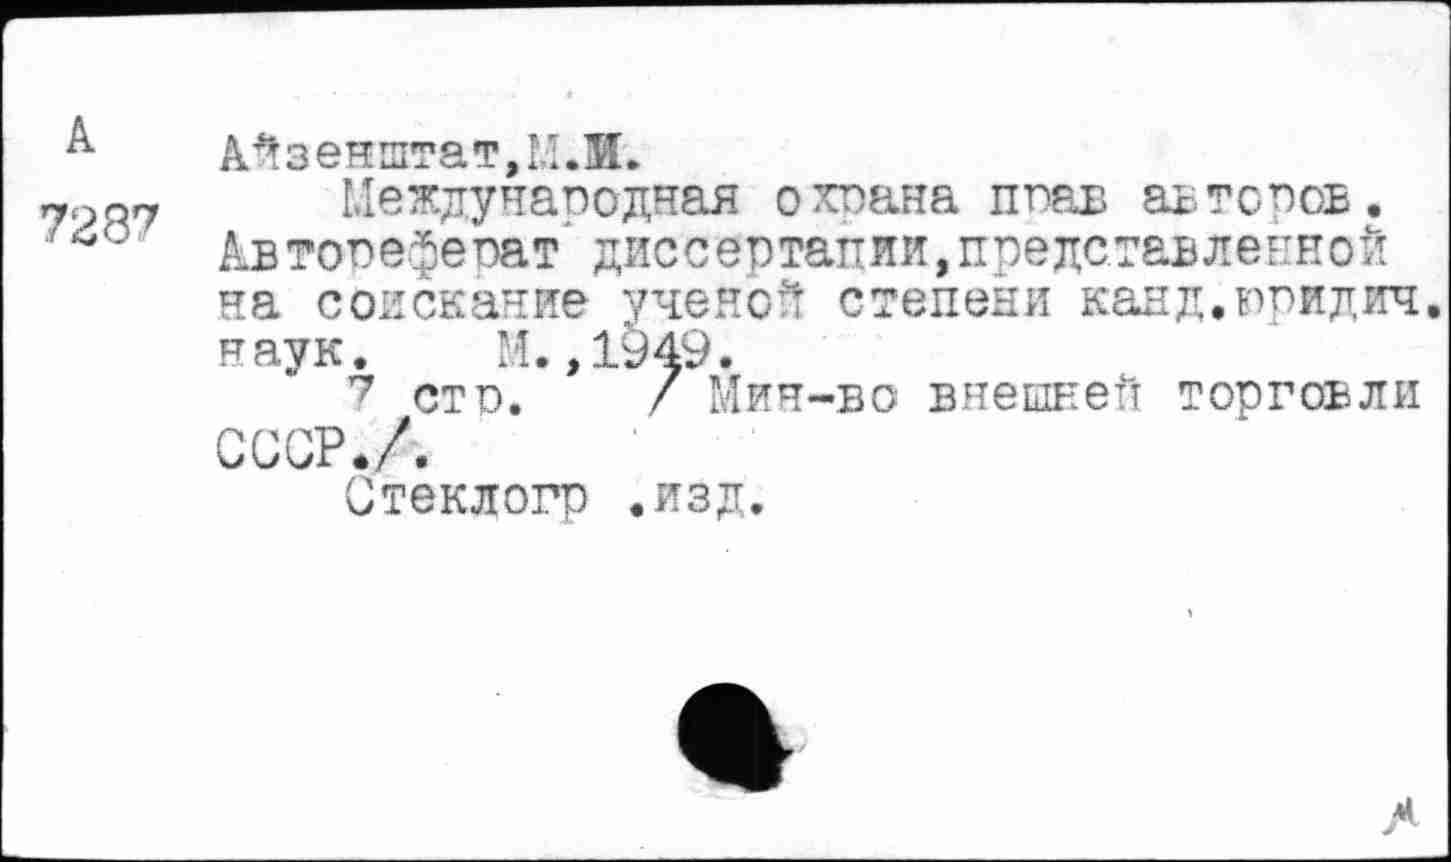 А
7287
Айзенштат,М.И.
Международная охрана прав авторов.
Автореферат диссертации,представленной
на соискание ученой степени канд.юридич.
наук. М.,1949.
7 стр. / Мин-во внешней торговли
СССР./.
Стеклогр .изд.
М